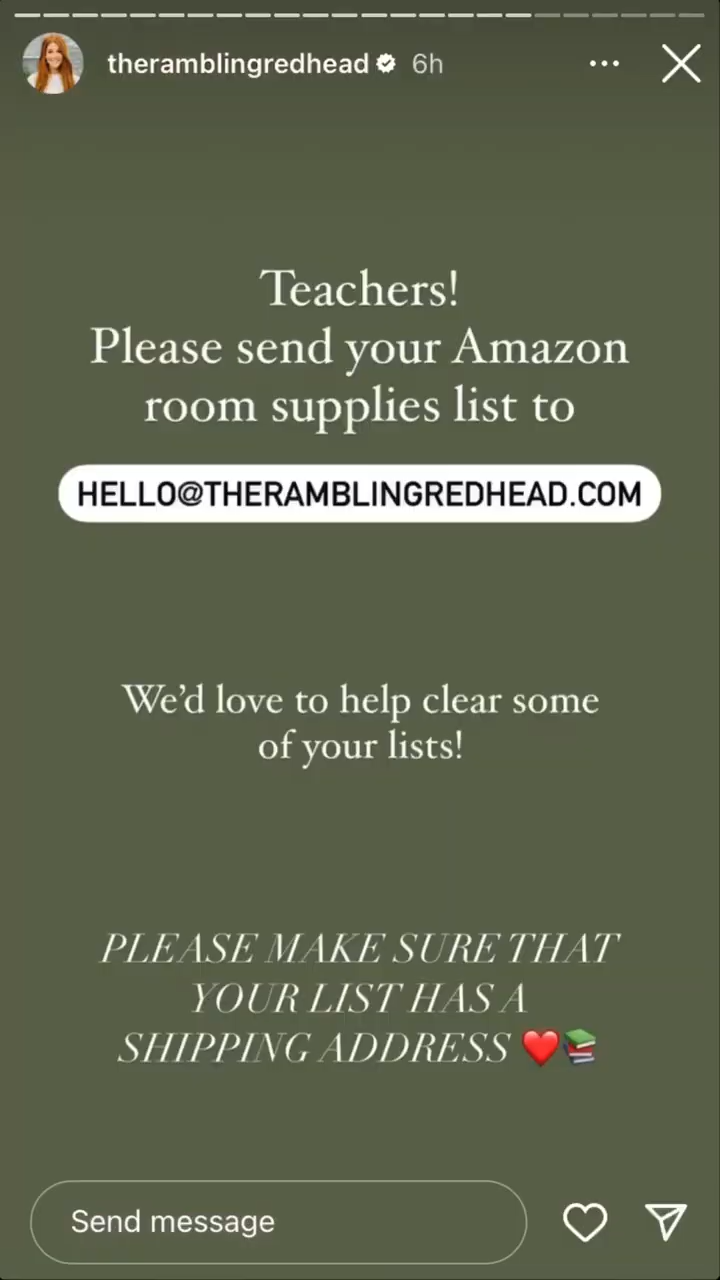 theramblingredhead 6h
Teachers!
Please send your Amazon
room supplies list to
HELLO@THERAMBLINGREDHEAD.COM
We'd love to help clear some
of your lists!
PLEASE MAKE SURE THAT
YOUR LIST HAS A
SHIPPING ADDRESS ❤️📚
Send message